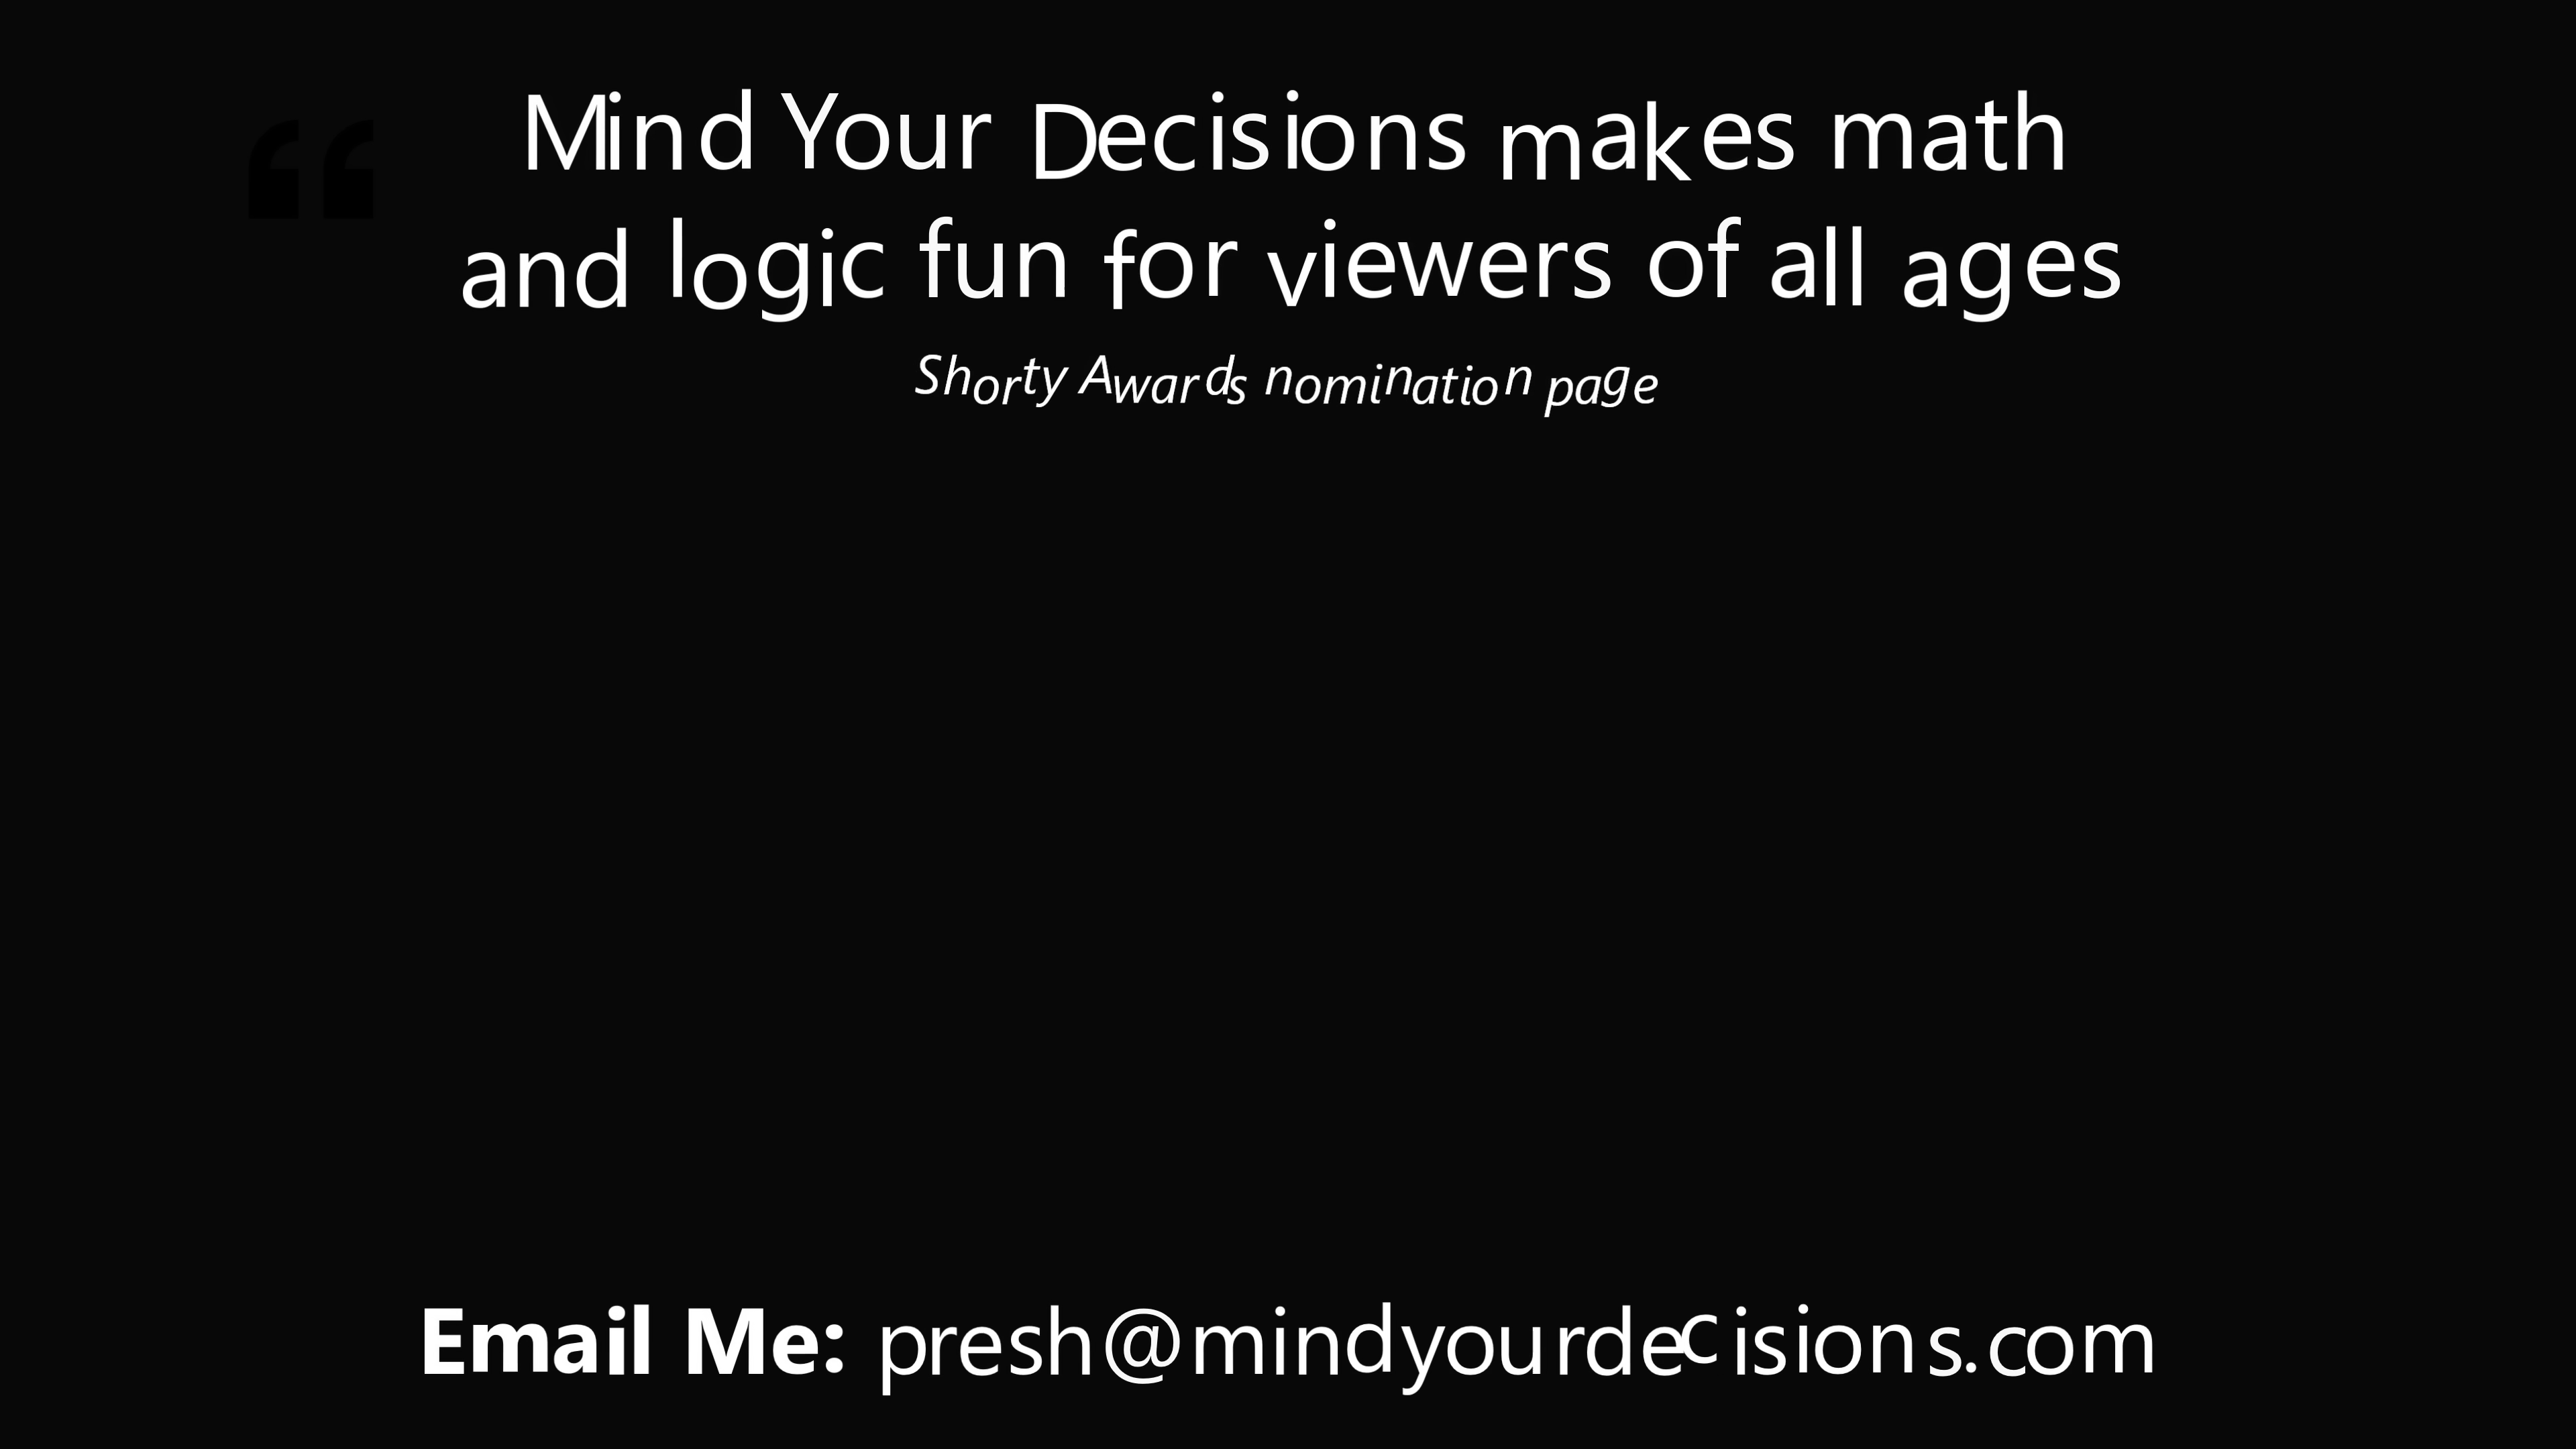 “
Mind Your Decisions makes math
and logic fun for viewers of all ages
Shorty Awards nomination page
Email Me: presh@mindyourdecisions.com